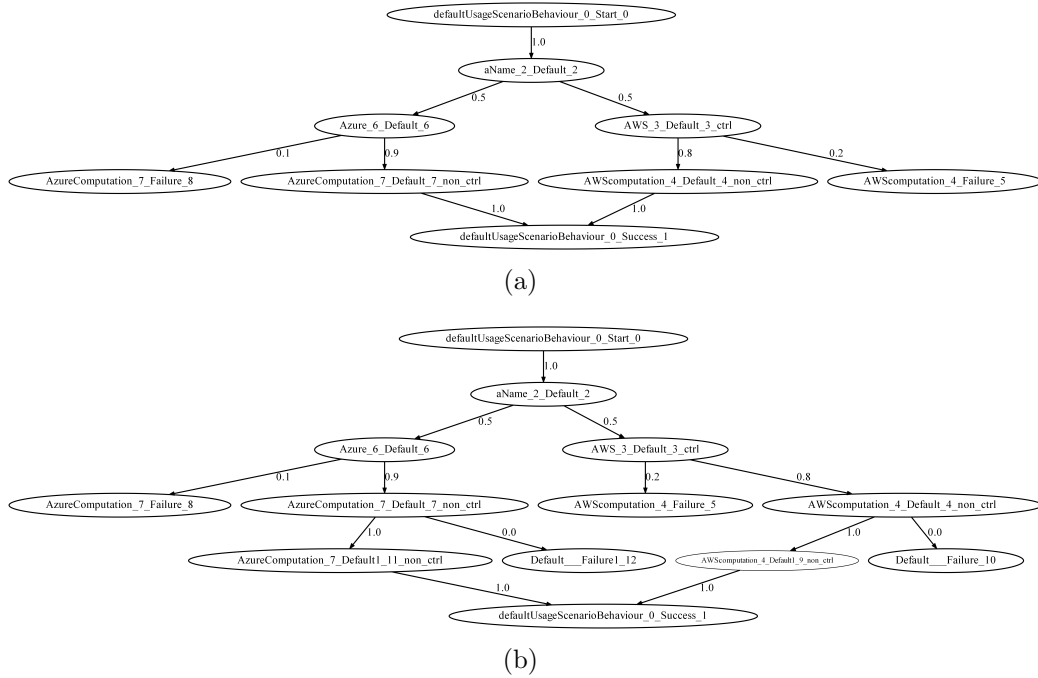 defaultUsageScenarioBehaviour_0_Start_0
1.0
aName_2_Default_2
0.5 0.5
Azure_6_Default_6 AWS_3_Default_3_ctrl
0.1 0.9 0.8 0.2
AzureComputation_7_Failure_8 AzureComputation_7_Default_7_non_ctrl AWScomputation_4_Default_4_non_ctrl AWScomputation_4_Failure_5
1.0 1.0
defaultUsageScenarioBehaviour_0_Success_1
(a)
defaultUsageScenarioBehaviour_0_Start_0
1.0
aName_2_Default_2
0.5 0.5
Azure_6_Default_6 AWS_3_Default_3_ctrl
0.1 0.9 0.2 0.8
AzureComputation_7_Failure_8 AzureComputation_7_Default_7_non_ctrl AWScomputation_4_Failure_5 AWScomputation_4_Default_4_non_ctrl
1.0 0.0 1.0 0.0
AzureComputation_7_Default1_11_non_ctrl Default___Failure1_12 AWScomputation_4_Default1_9_non_ctrl Default___Failure_10
1.0 1.0
defaultUsageScenarioBehaviour_0_Success_1
(b)